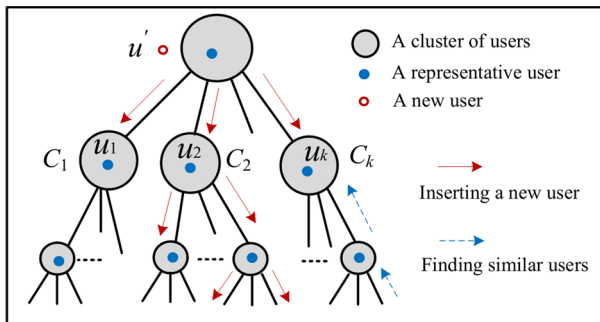 u'
A cluster of users
A representative user
A new user
C1 u1 u2 C2 uk Ck
Inserting a new user
Finding similar users